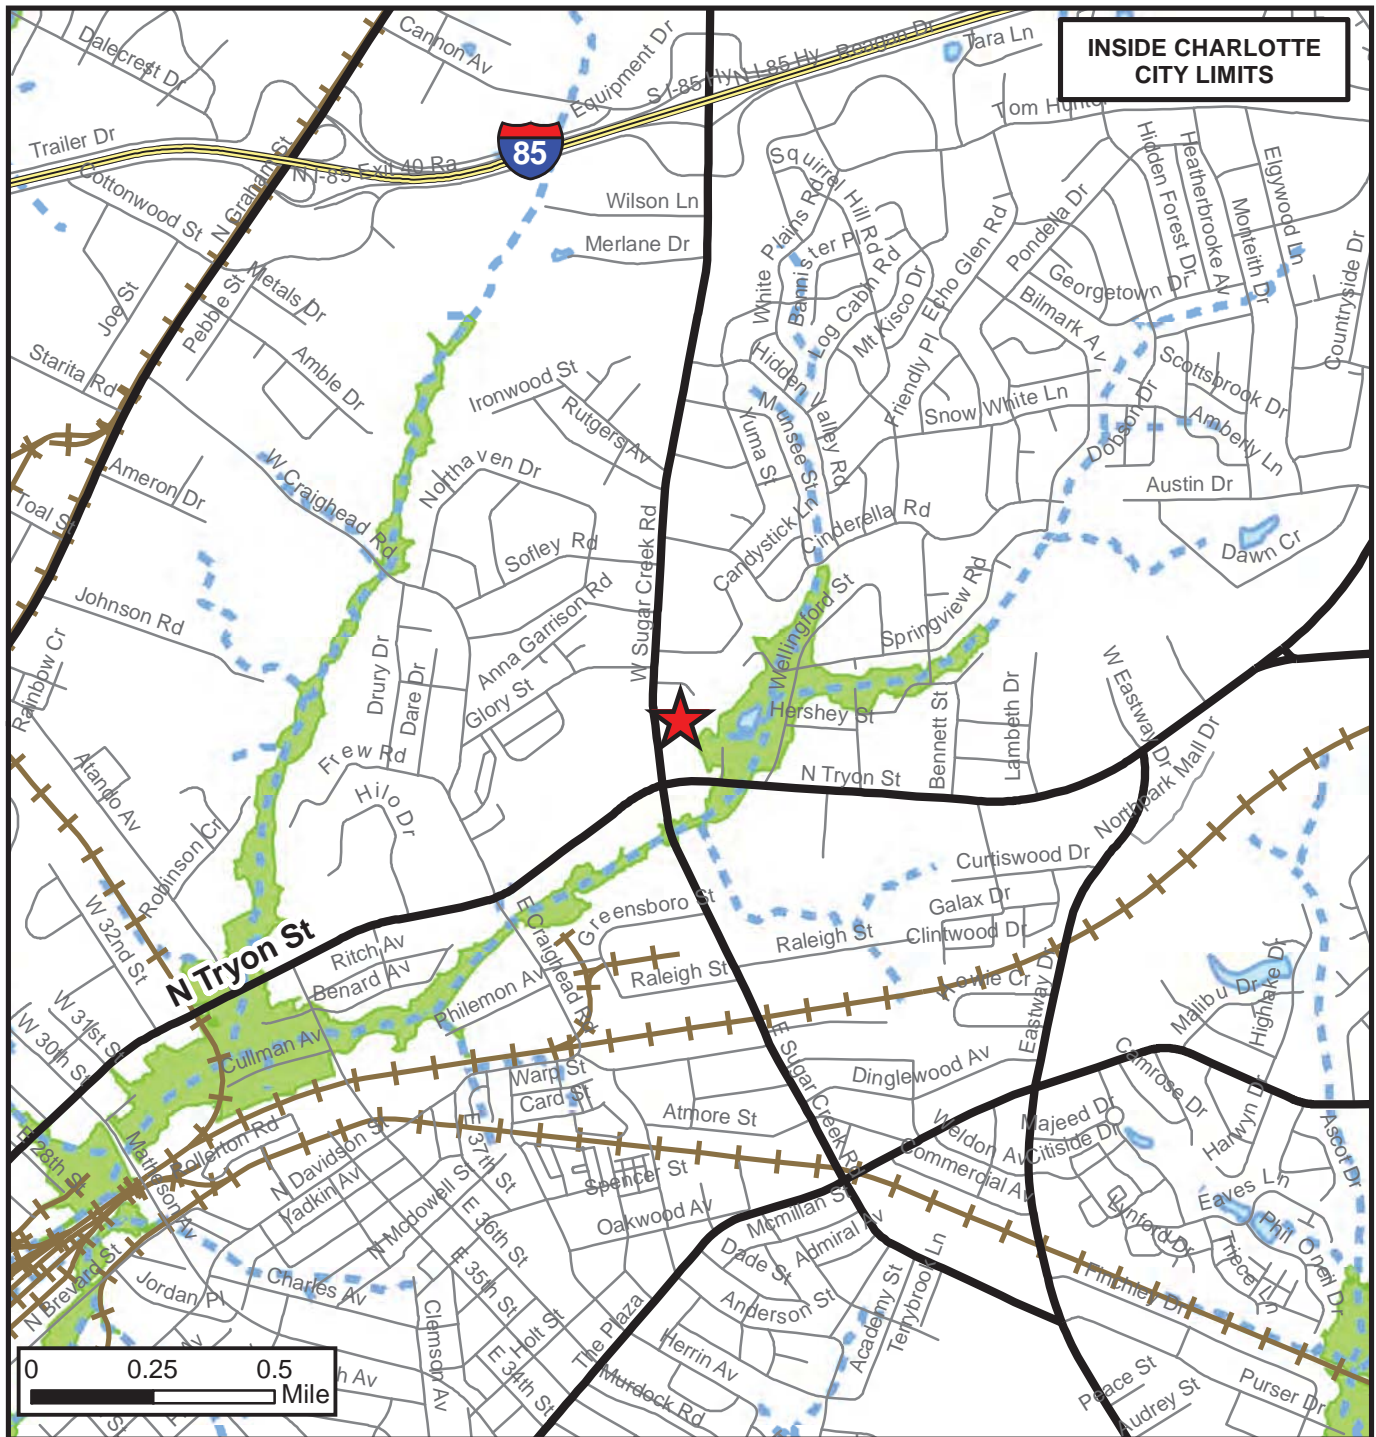 INSIDE CHARLOTTE
CITY LIMITS
Dalecrest Dr
Cannon Av
Equipment Dr
S I-85 Hy
N I-85 Hy
Reagan Dr
Tara Ln
Trailer Dr
85
N I-85 Exit 40 Ra
N Graham St
Cottonwood St
Wilson Ln
Merlane Dr
Squirrel Hill Rd
White Plains Rd
Bannister Pl
Log Cabin Rd
Mt Kisco Dr
Echo Glen Rd
Pondella Dr
Hidden Forest Dr
Heatherbrooke Av
Monteith Dr
Elgywood Ln
Countryside Dr
Georgetown Dr
Bilmark Av
Joe St
Pebble St
Metals Dr
Amble Dr
Starita Rd
Ironwood St
Rutgers Av
Hidden Valley Rd
Friendly Pl
Snow White Ln
Scottsbrook Dr
Dobson Dr
Amberly Ln
Munsee St
Yuma St
Ameron Dr
Toal St
W Craighead Rd
Northaven Dr
W Sugar Creek Rd
Candystick Ln
Cinderella Rd
Austin Dr
Dawn Cr
Sofley Rd
Johnson Rd
Anna Garrison Rd
Wellingford St
Springview Rd
Rainbow Cr
Drury Dr
Dare Dr
Glory St
Hershey St
Bennett St
Lambeth Dr
W Eastway Dr
Northpark Mall Dr
Frew Rd
Hilo Dr
N Tryon St
Atando Av
Robinson Cr
Curtiswood Dr
Galax Dr
Clintwood Dr
W 32nd St
N Tryon St
Ritch Av
Benard Av
E Craighead Rd
Greensboro St
Raleigh St
Raleigh St
Philemon Av
Eastway Dr
Malibu Dr
Highlake Dr
W 31st St
W 30th St
Cullman Av
Warp St
Card St
Atmore St
E Sugar Creek Rd
Dinglewood Av
Camrose Dr
Majeed Dr
Citiside Dr
Weldon Av
Commercial Av
Harwyn Dr
Ascot Dr
E 28th St
Matheson Av
N Davidson St
Yadkin Av
N Mcdowell St
E 37th St
E 36th St
E 35th St
E 34th St
Spencer St
Oakwood Av
Mcmillan St
Admiral Av
Dade St
Anderson St
Academy St
Terrybrook Ln
Lynford Dr
Eaves Ln
Phil Oneil Dr
Trece Ln
Finchley Dr
N Brevard St
Jordan Pl
Charles Av
Clemson Av
Holt St
The Plaza
Herrin Av
Murdock Rd
Peace St
Audrey St
Purser Dr
0 0.25 0.5
Mile